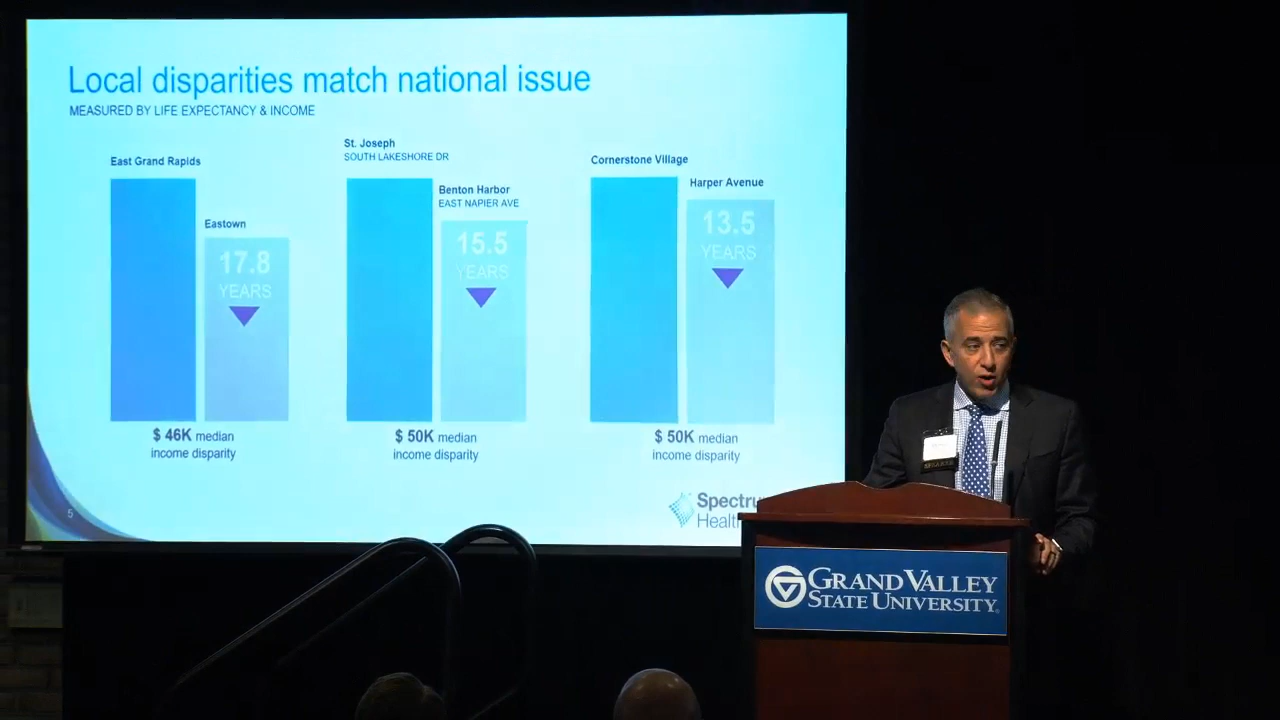 Local disparities match national issue
MEASURED BY LIFE EXPECTANCY & INCOME
East Grand Rapids
Eastown
17.8
YEARS
$ 46K median
income disparity
St. Joseph
SOUTH LAKESHORE DR
Benton Harbor
EAST NAPIER AVE
15.5
YEARS
$ 50K median
income disparity
Cornerstone Village
Harper Avenue
13.5
YEARS
$ 50K median
income disparity
5
Health
SPEAKER
GRAND VALLEY
STATE UNIVERSITY